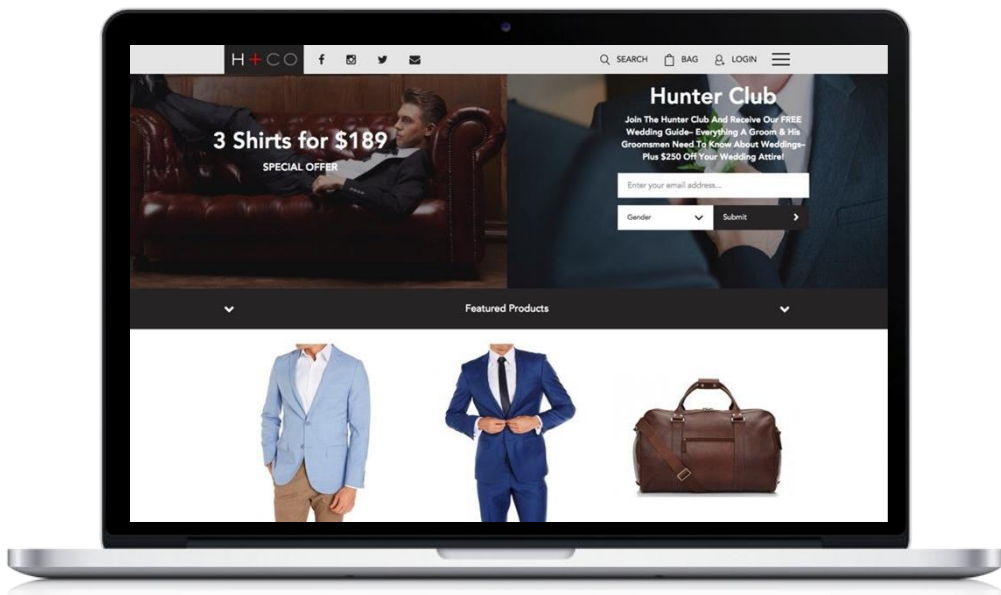 H+CO
SEARCH
BAG
LOGIN
3 Shirts for $189
SPECIAL OFFER
Hunter Club
Join The Hunter Club And Receive Our FREE
Wedding Guide– Everything A Groom & His
Groomsmen Need To Know About Weddings–
Plus $250 Off Your Wedding Attire!
Enter your email address...
Gender
Submit
Featured Products